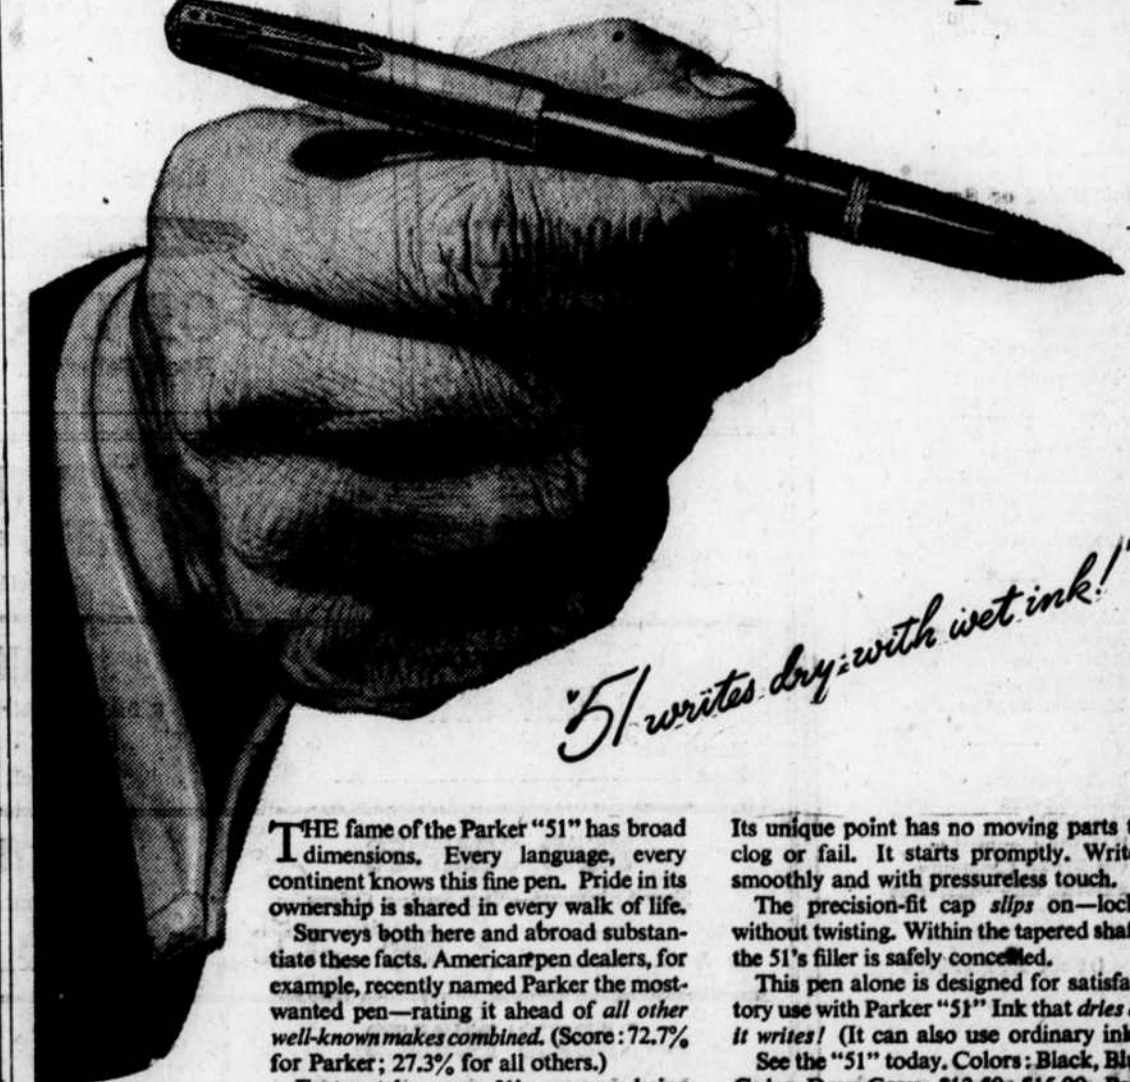 "51 writes dry with wet ink!"
THE fame of the Parker "51" has broad
dimensions. Every language, every
continent knows this fine pen. Pride in its
ownership is shared in every walk of life.
Surveys both here and abroad substan-
tiate these facts. American pen dealers, for
example, recently named Parker the most-
wanted pen—rating it ahead of all other
well-known makes combined. (Score: 72.7%
for Parker; 27.3% for all others.)
Its unique point has no moving parts t
clog or fail. It starts promptly. Write
smoothly and with pressureless touch.
The precision-fit cap slips on—lock
without twisting. Within the tapered shaf
the 51's filler is safely concealed.
This pen alone is designed for satisfa
tory use with Parker "51" Ink that dries a
it writes! (It can also use ordinary ink
See the "51" today. Colors: Black, Blu